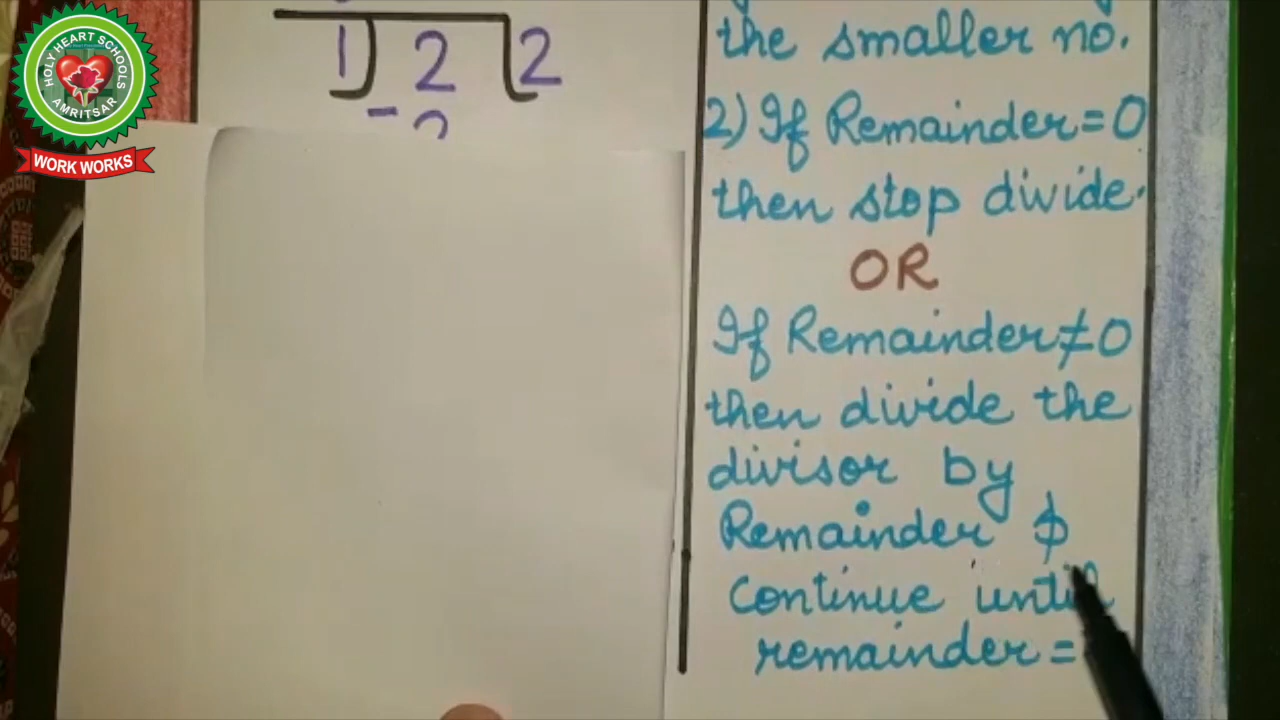 HOLY HEART SCHOOLS
AMRITSAR
WORK WORKS
1) 2 (2
-
the smaller no.
2) If Remainder=0
then stop divide.
OR
If Remainder≠0
then divide the
divisor by
Remainder &
continue until
remainder =